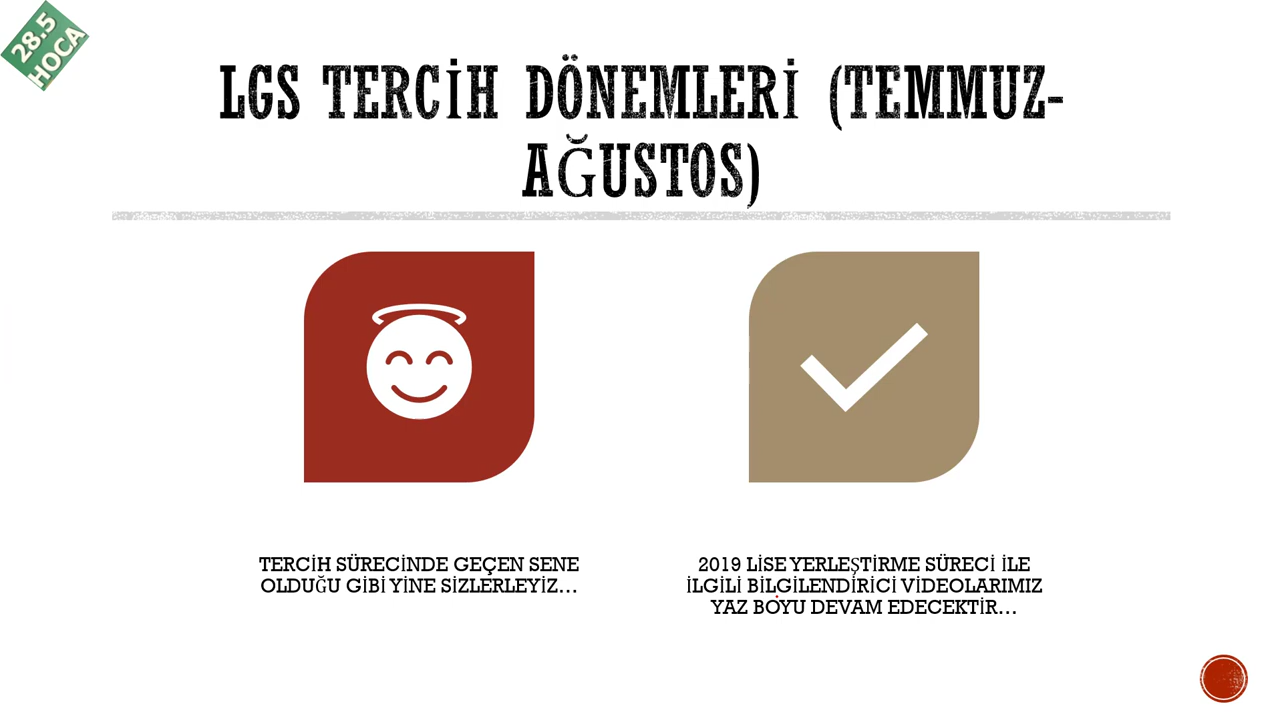 28.5
HOCA
LGS TERCİH DÖNEMLERİ (TEMMUZ-
AĞUSTOS)
TERCİH SÜRECİNDE GEÇEN SENE
OLDUĞU GİBİ YİNE SİZLERLEYİZ…
2019 LİSE YERLEŞTİRME SÜRECİ İLE
İLGİLİ BİLGİLENDİRİCİ VİDEOLARIMIZ
YAZ BOYU DEVAM EDECEKTİR…